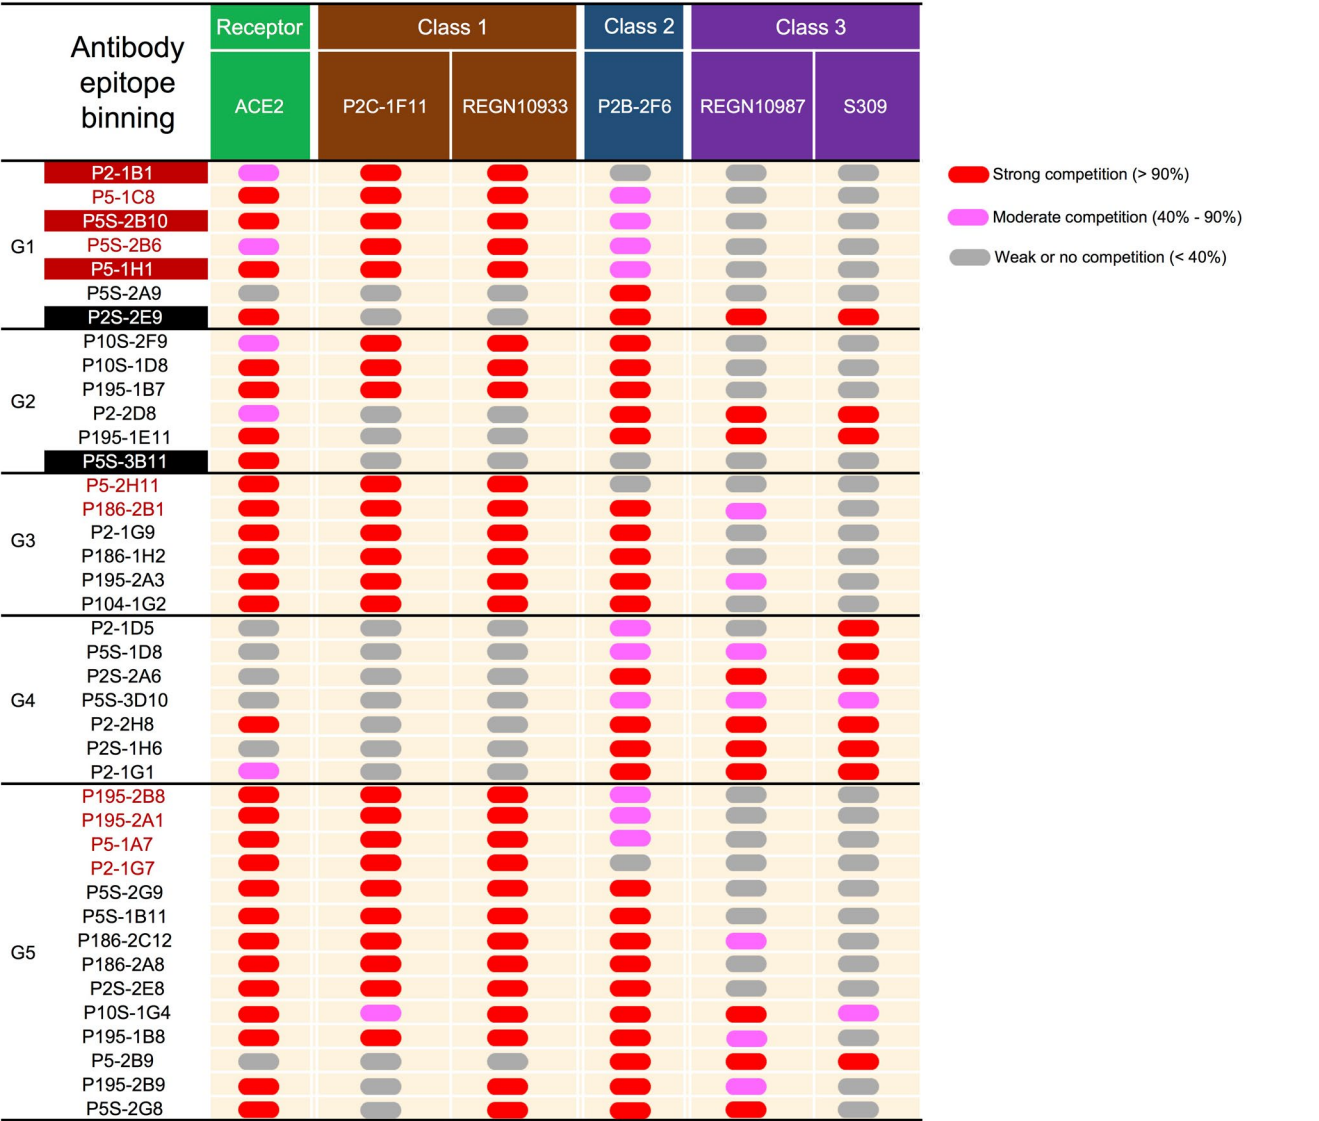 Antibody
epitope
binning
Receptor
Class 1
Class 2
Class 3
ACE2
P2C-1F11
REGN10933
P2B-2F6
REGN10987
S309
G1
P2-1B1
P5-1C8
P5S-2B10
P5S-2B6
P5-1H1
P5S-2A9
P2S-2E9
G2
P10S-2F9
P10S-1D8
P195-1B7
P2-2D8
P195-1E11
P5S-3B11
G3
P5-2H11
P186-2B1
P2-1G9
P186-1H2
P195-2A3
P104-1G2
G4
P2-1D5
P5S-1D8
P2S-2A6
P5S-3D10
P2-2H8
P2S-1H6
P2-1G1
G5
P195-2B8
P195-2A1
P5-1A7
P2-1G7
P5S-2G9
P5S-1B11
P186-2C12
P186-2A8
P2S-2E8
P10S-1G4
P195-1B8
P5-2B9
P195-2B9
P5S-2G8
Strong competition (> 90%)
Moderate competition (40% - 90%)
Weak or no competition (< 40%)